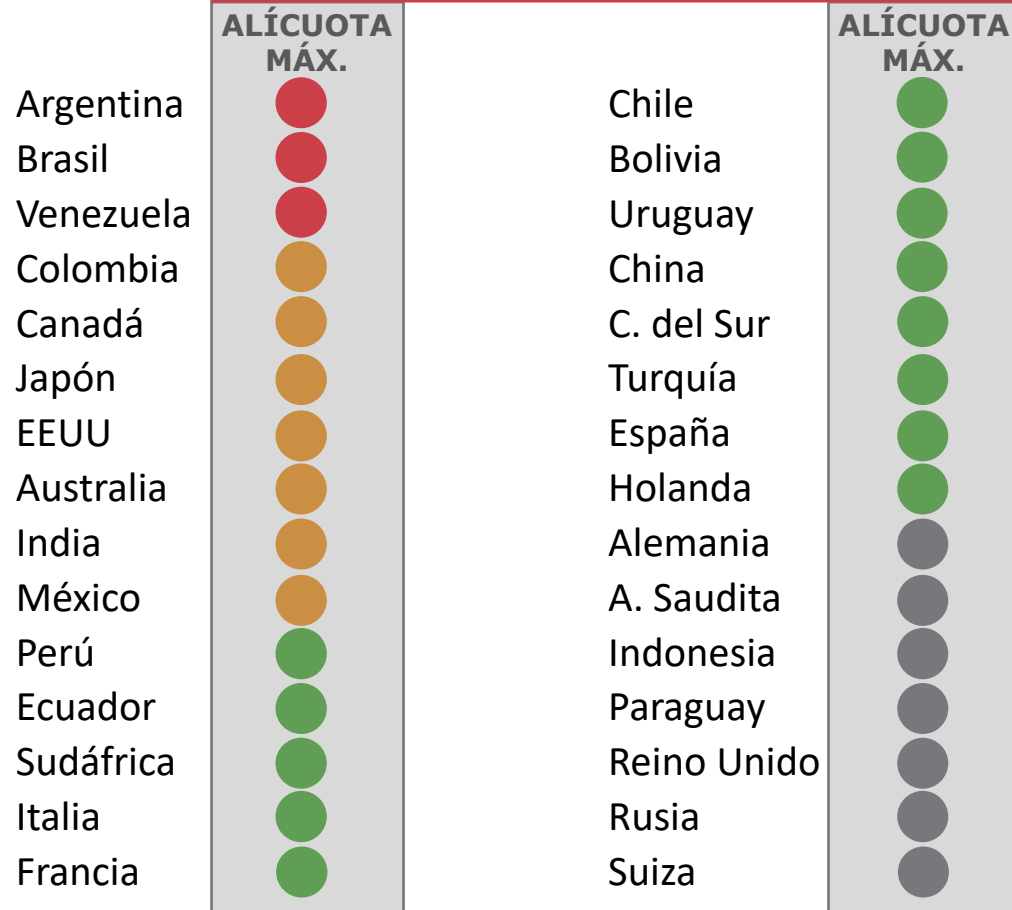 ALÍCUOTA
MÁX.
Argentina
Brasil
Venezuela
Colombia
Canadá
Japón
EEUU
Australia
India
México
Perú
Ecuador
Sudáfrica
Italia
Francia
ALÍCUOTA
MÁX.
Chile
Bolivia
Uruguay
China
C. del Sur
Turquía
España
Holanda
Alemania
A. Saudita
Indonesia
Paraguay
Reino Unido
Rusia
Suiza